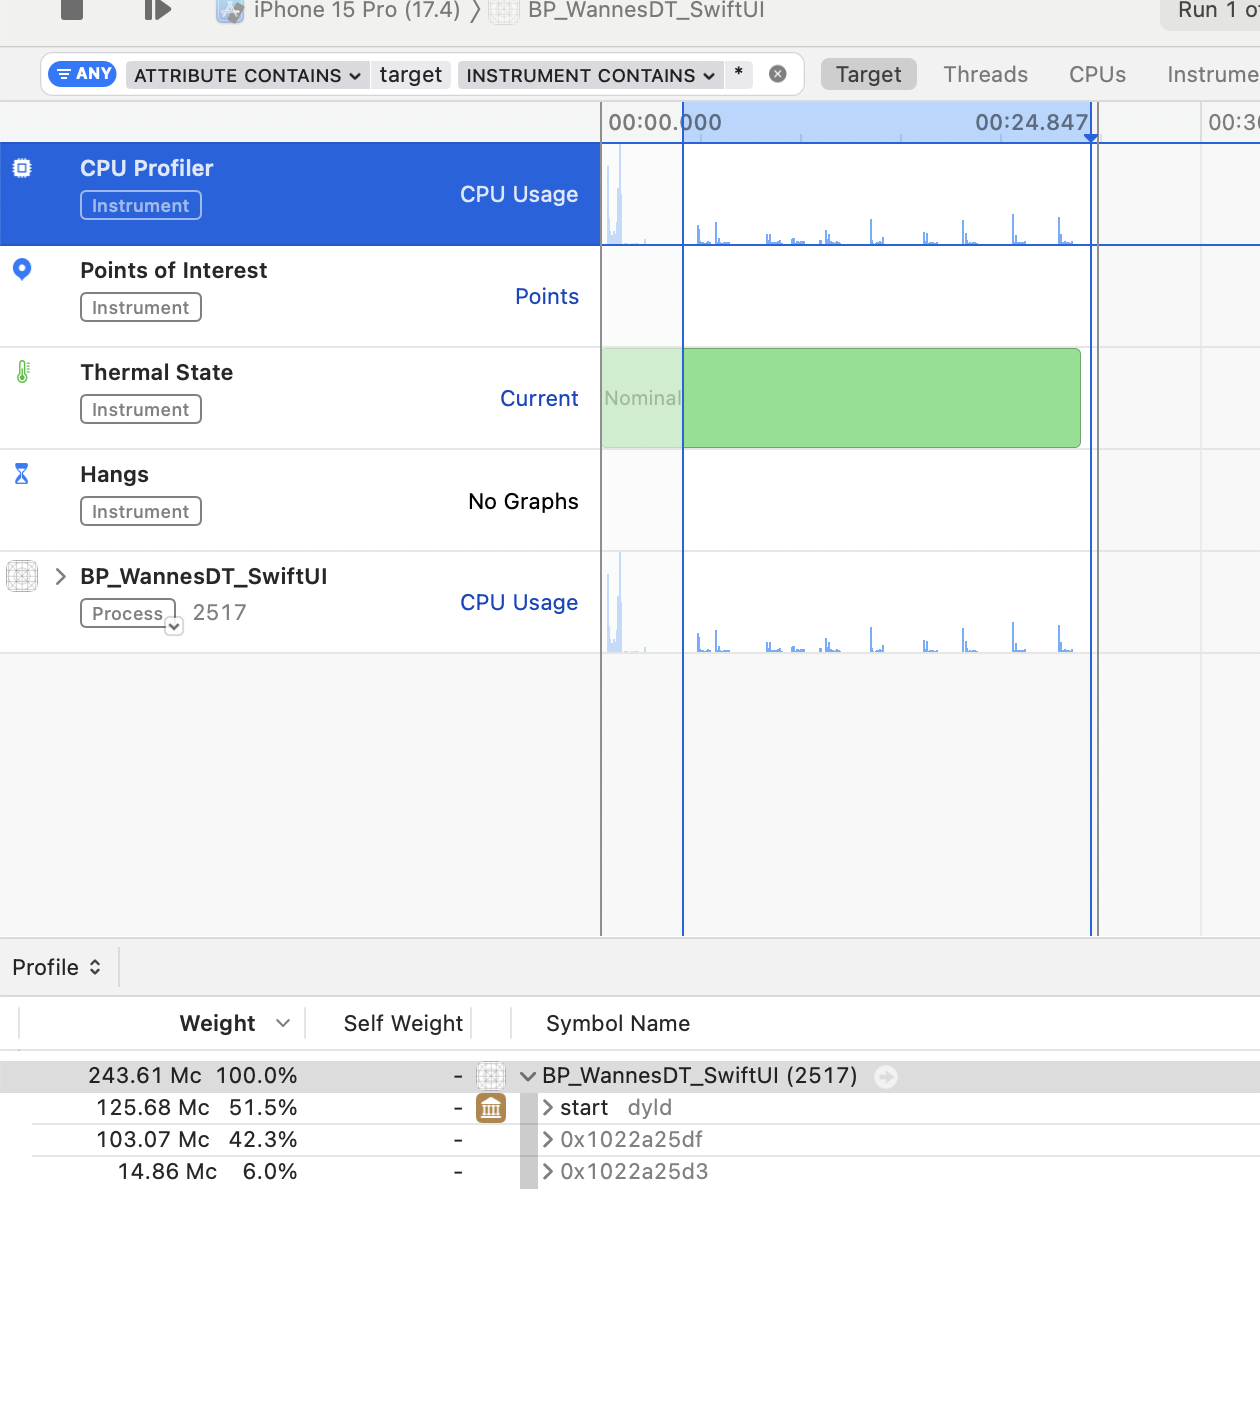 iPhone 15 Pro (17.4) 〉 BP_WannesDT_SwiftUI
Run 1 o
ANY ATTRIBUTE CONTAINS target INSTRUMENT CONTAINS * Target Threads CPUs Instrume
00:00.000 00:24.847 00:30
CPU Profiler
Instrument
CPU Usage
Points of Interest
Instrument
Points
Thermal State
Instrument
Current
Nominal
Hangs
Instrument
No Graphs
BP_WannesDT_SwiftUI
Process 2517
CPU Usage
Profile
Weight Self Weight Symbol Name
243.61 Mc 100.0% - BP_WannesDT_SwiftUI (2517)
125.68 Mc 51.5% - start dyld
103.07 Mc 42.3% - 0x1022a25df
14.86 Mc 6.0% - 0x1022a25d3